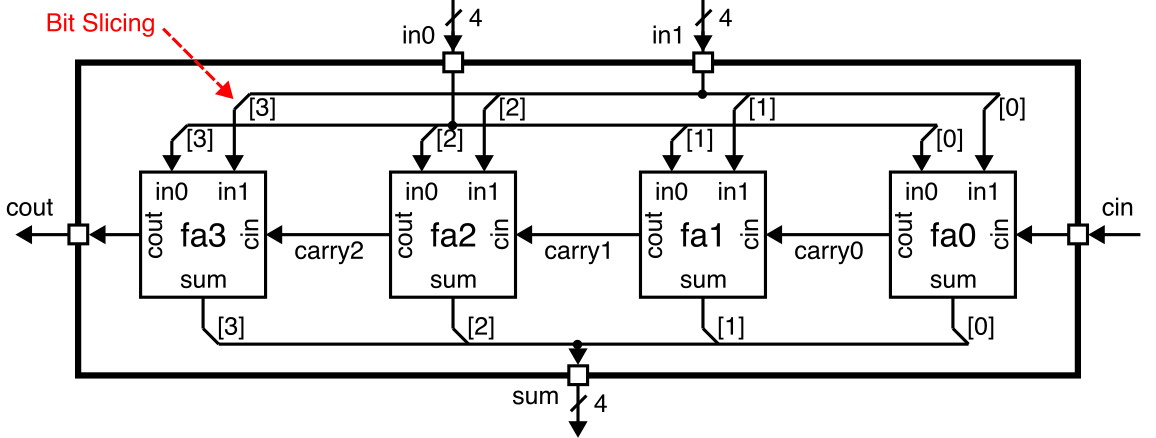 Bit Slicing
4
4
in0
in1
[3]
[2]
[1]
[0]
[3]
[2]
[1]
[0]
in0 in1
in0 in1
in0 in1
in0 in1
cout
cout fa3 cin
carry2
cout fa2 cin
carry1
cout fa1 cin
carry0
cout fa0 cin
cin
sum
sum
sum
sum
[3]
[2]
[1]
[0]
sum
4